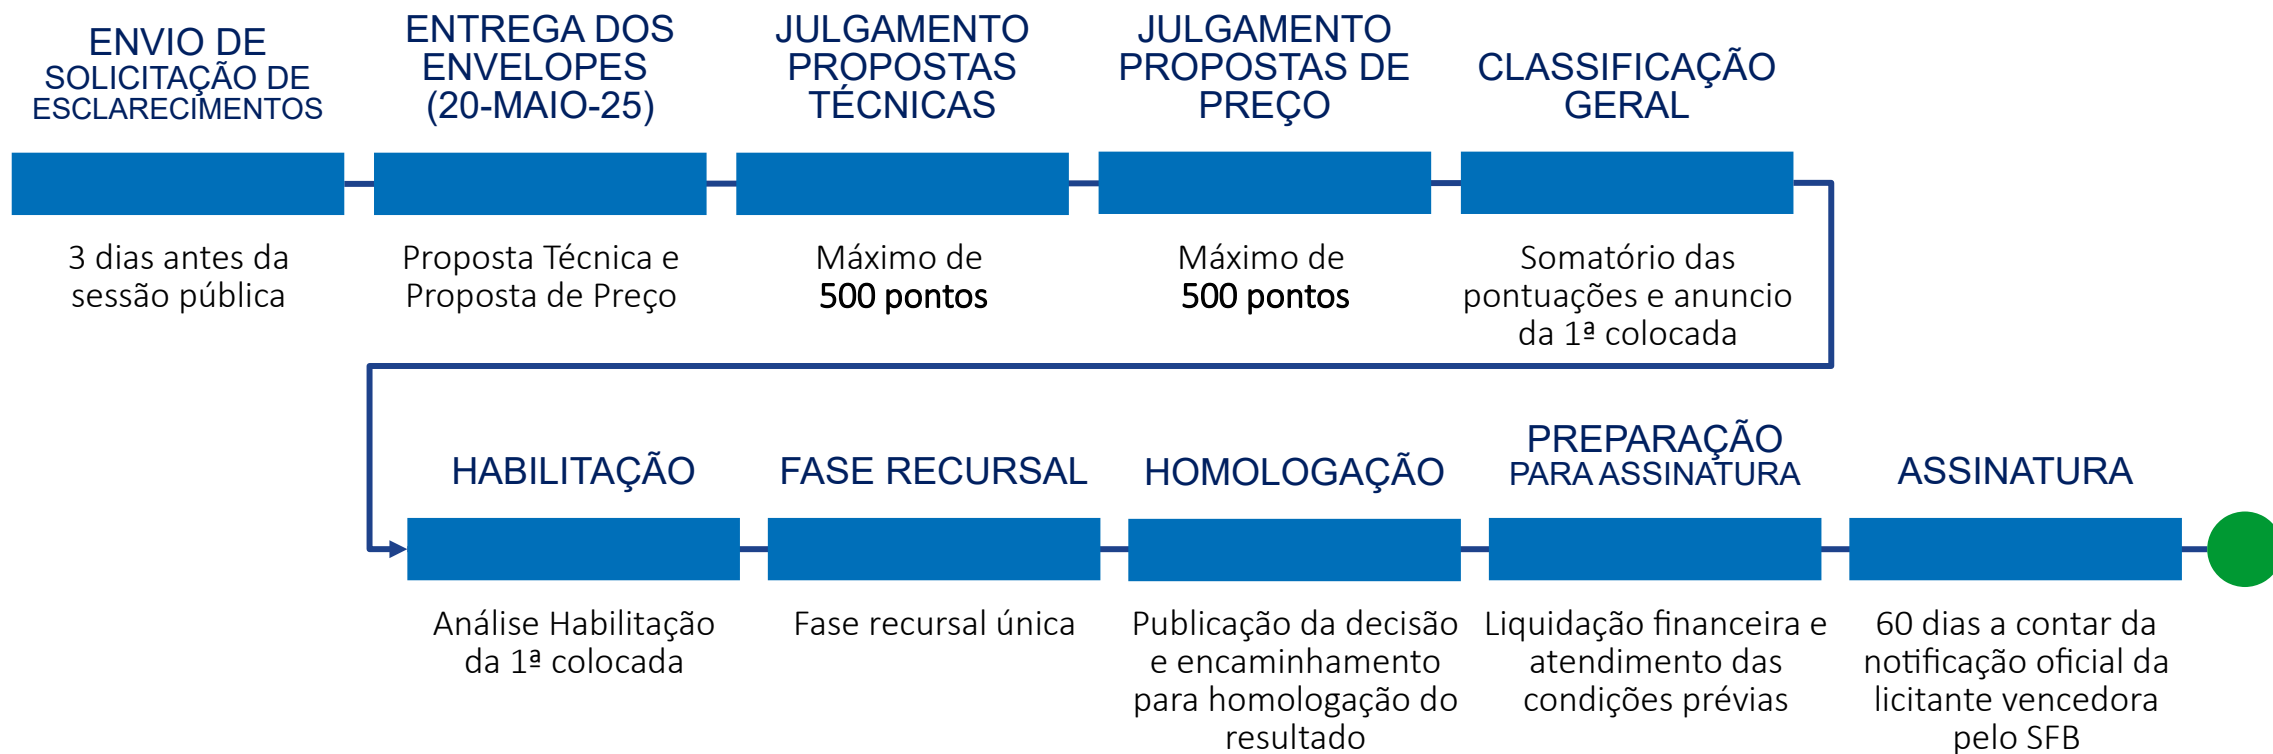 ENVIO DE
SOLICITAÇÃO DE
ESCLARECIMENTOS
3 dias antes da
sessão pública
ENTREGA DOS
ENVELOPES
(20-MAIO-25)
Proposta Técnica e
Proposta de Preço
JULGAMENTO
PROPOSTAS
TÉCNICAS
Máximo de
500 pontos
JULGAMENTO
PROPOSTAS DE
PREÇO
Máximo de
500 pontos
CLASSIFICAÇÃO
GERAL
Somatório das
pontuações e anuncio
da 1ª colocada
HABILITAÇÃO
Análise Habilitação
da 1ª colocada
FASE RECURSAL
Fase recursal única
HOMOLOGAÇÃO
Publicação da decisão
e encaminhamento
para homologação do
resultado
PREPARAÇÃO
PARA ASSINATURA
Liquidação financeira e
atendimento das
condições prévias
ASSINATURA
60 dias a contar da
notificação oficial da
licitante vencedora
pelo SFB